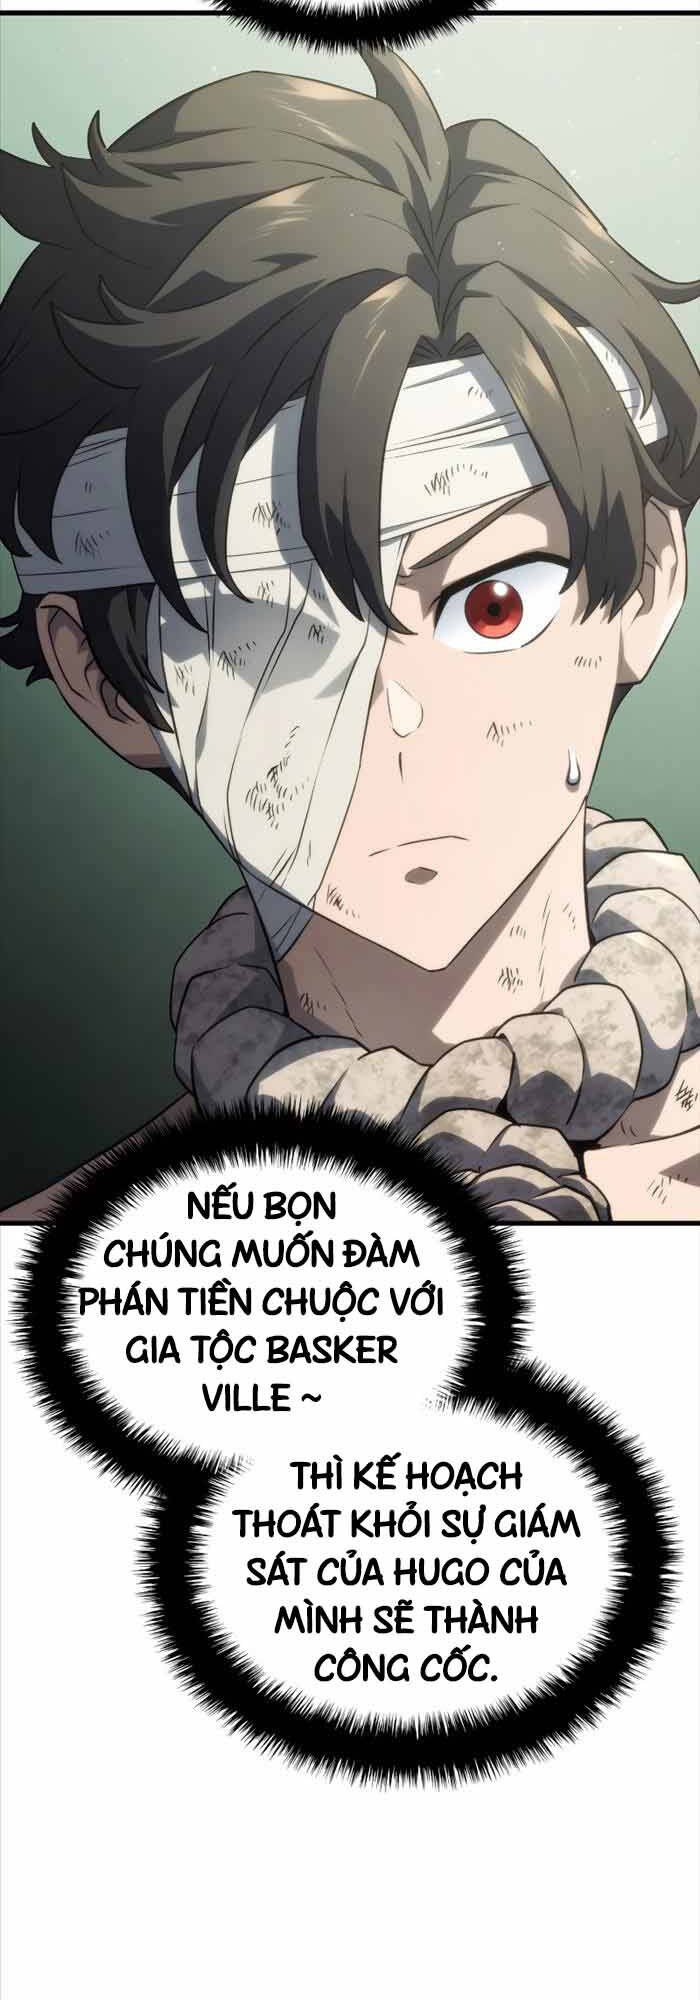 NẾU BỌN
CHÚNG MUỐN ĐÀM
PHÁN TIỀN CHUỘC VỚI
GIA TỘC BASKER
VILLE ~
THÌ KẾ HOẠCH
THOÁT KHỎI SỰ GIÁM
SÁT CỦA HUGO CỦA
MÌNH SẼ THÀNH
CÔNG CỐC.